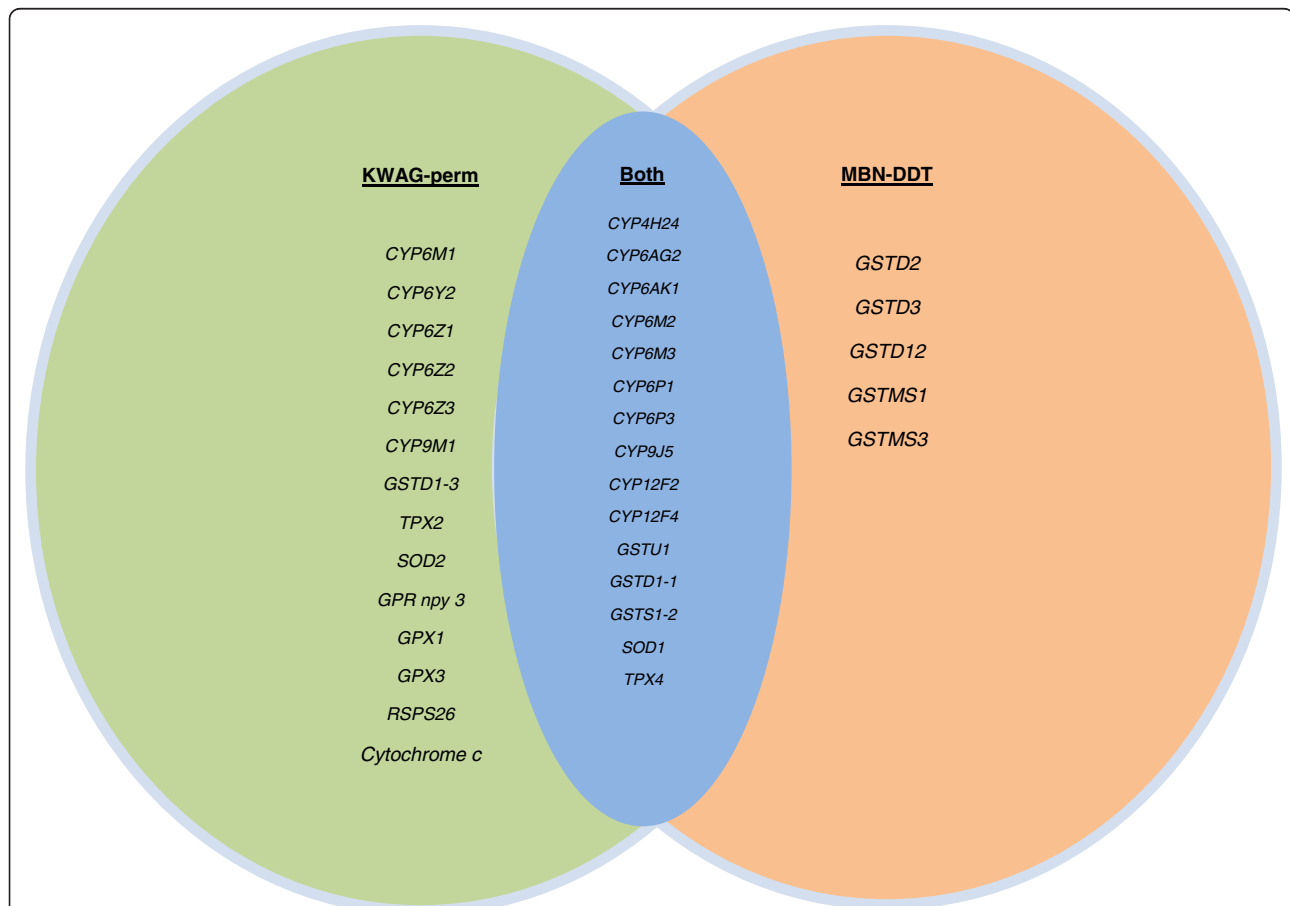 KWAG-perm
CYP6M1
CYP6Y2
CYP6Z1
CYP6Z2
CYP6Z3
CYP9M1
GSTD1-3
TPX2
SOD2
GPR npy 3
GPX1
GPX3
RSPS26
Cytochrome c
Both
CYP4H24
CYP6AG2
CYP6AK1
CYP6M2
CYP6M3
CYP6P1
CYP6P3
CYP9J5
CYP12F2
CYP12F4
GSTU1
GSTD1-1
GSTS1-2
SOD1
TPX4
MBN-DDT
GSTD2
GSTD3
GSTD12
GSTMS1
GSTMS3